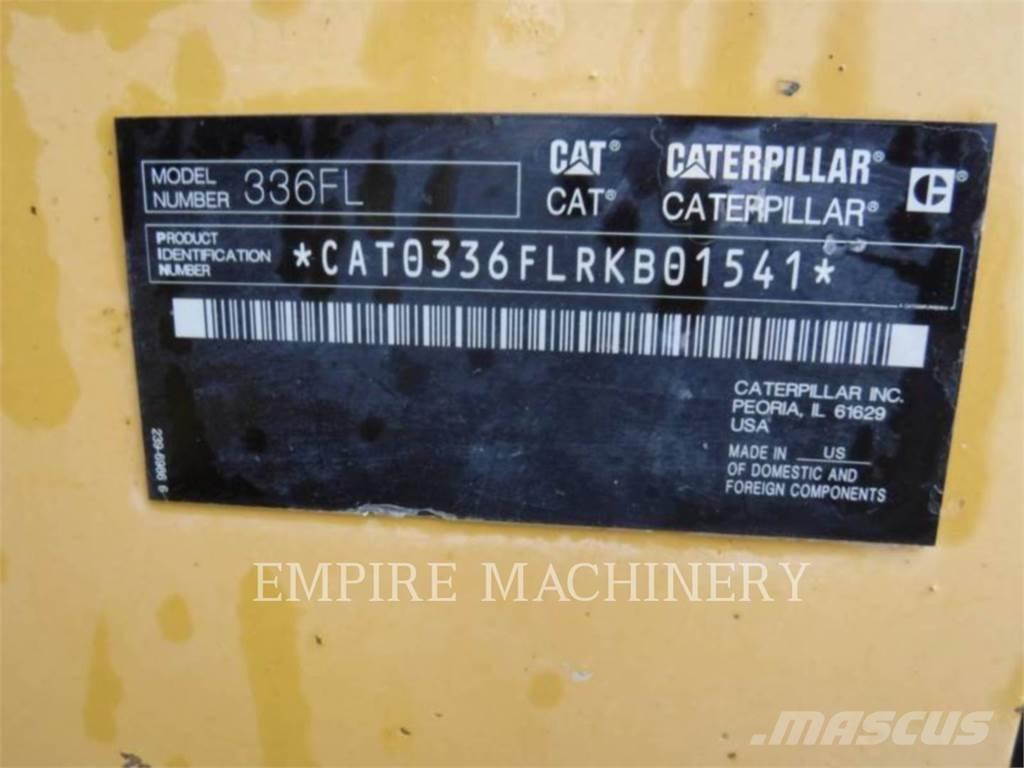 CAT® CATERPILLAR®
MODEL NUMBER 336FL
CAT® CATERPILLAR®
PRODUCT IDENTIFICATION NUMBER *CAT0336FLRKB01541*
CATERPILLAR INC.
PEORIA, IL 61629
USA
MADE IN US
OF DOMESTIC AND
FOREIGN COMPONENTS
EMPIRE MACHINERY
MASCUS